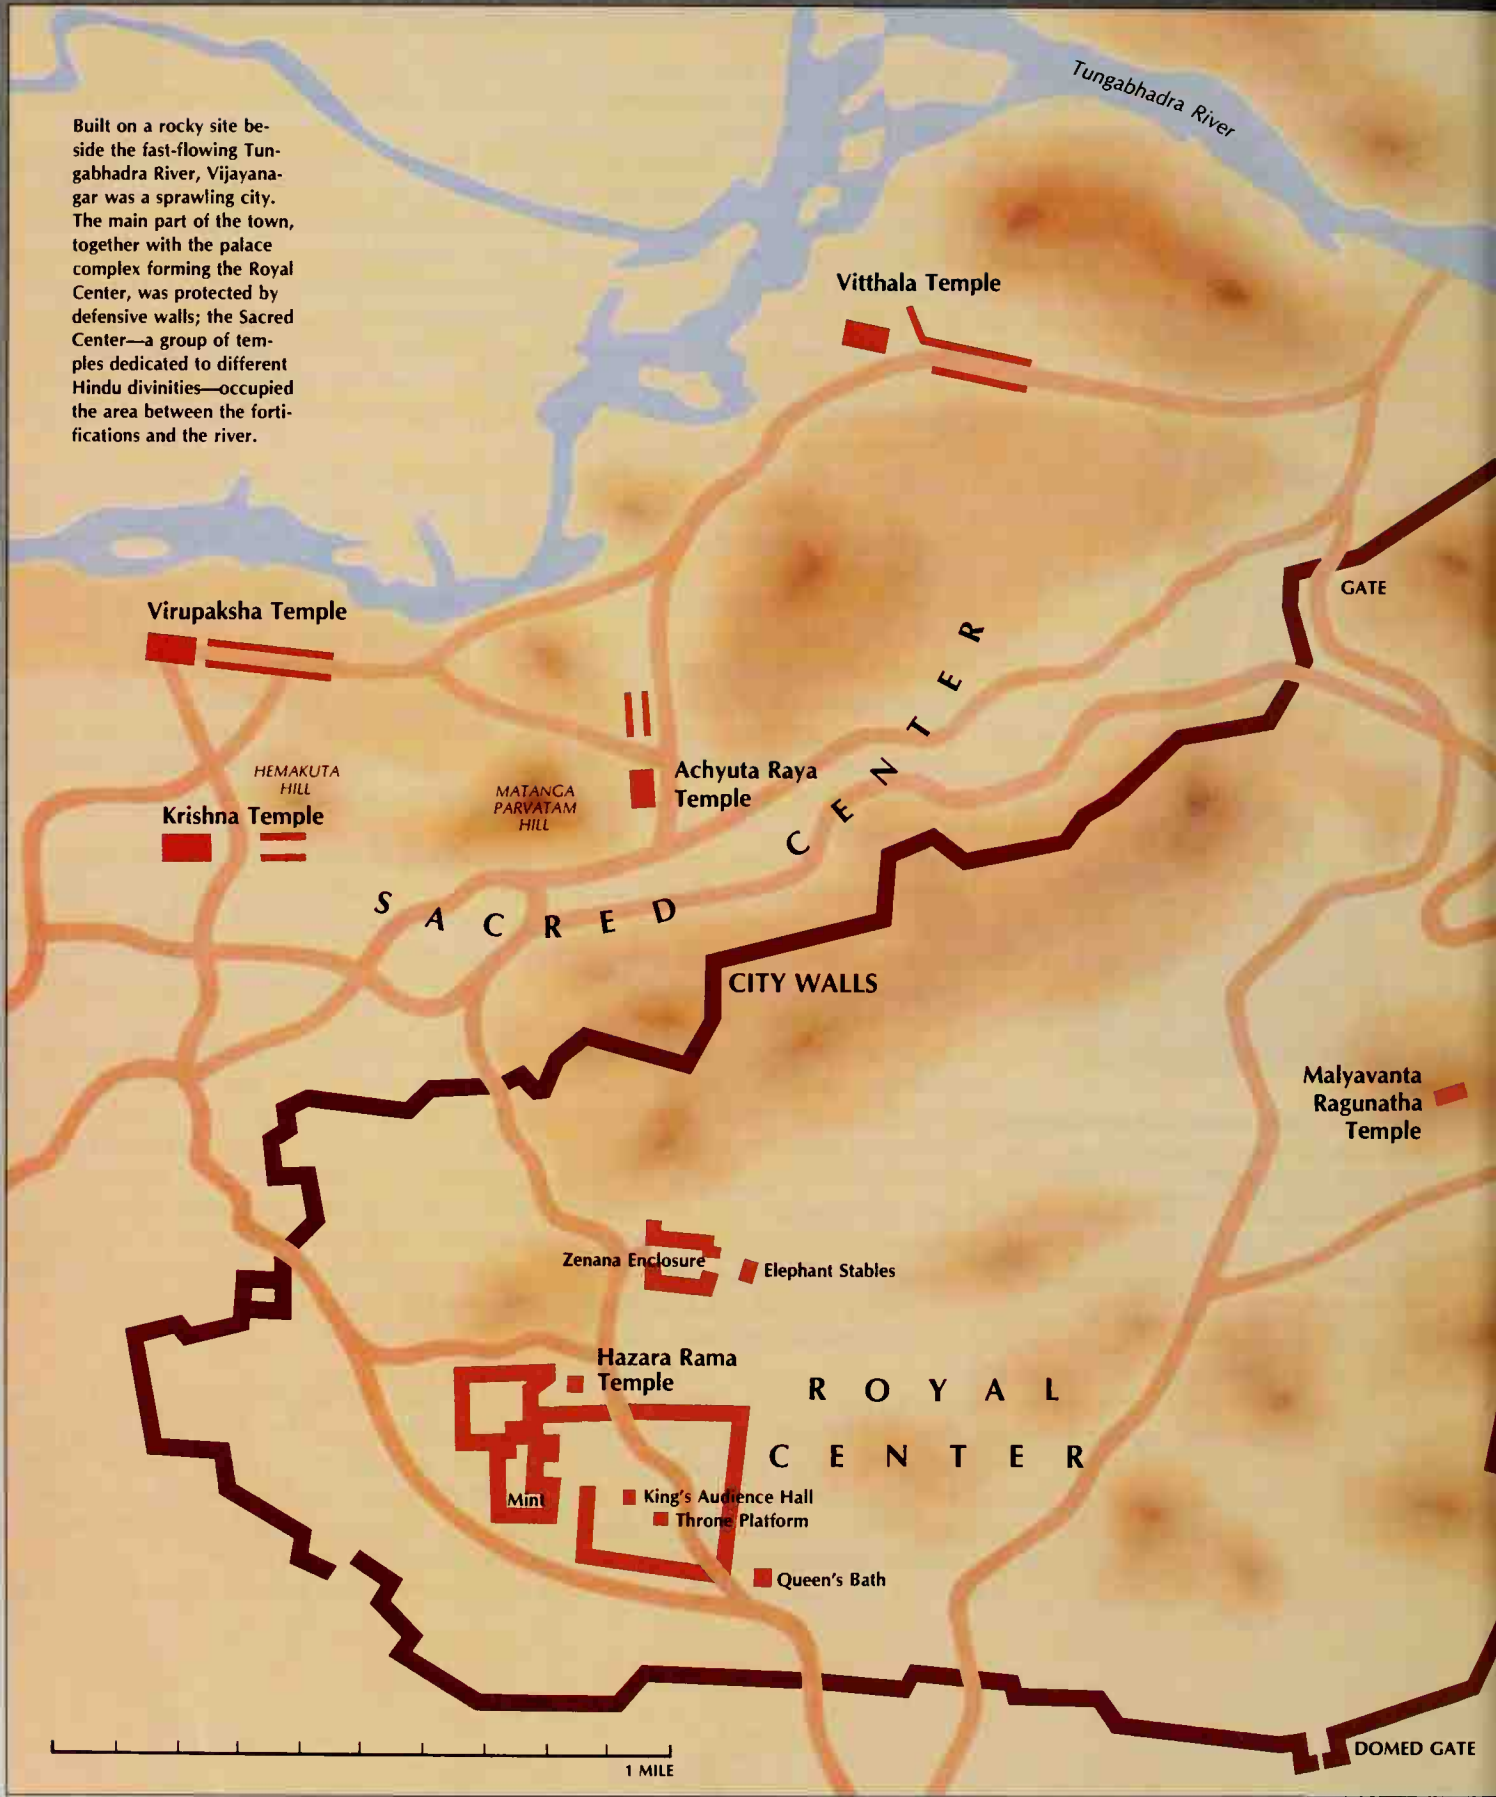 Tungabhadra River
Built on a rocky site be-
side the fast-flowing Tun-
gabhadra River, Vijayana-
gar was a sprawling city.
The main part of the town,
together with the palace
complex forming the Royal
Center, was protected by
defensive walls; the Sacred
Center—a group of tem-
ples dedicated to different
Hindu divinities—occupied
the area between the forti-
fications and the river.
Vitthala Temple
GATE
Virupaksha Temple
HEMAKUTA
HILL
MATANGA
PARVATAM
HILL
Achyuta Raya
Temple
Krishna Temple
SACRED CENTER
CITY WALLS
Malyavanta
Ragunatha
Temple
Zenana Enclosure
Elephant Stables
Hazara Rama
Temple
ROYAL
CENTER
Mint
King's Audience Hall
Throne Platform
Queen's Bath
DOMED GATE
1 MILE